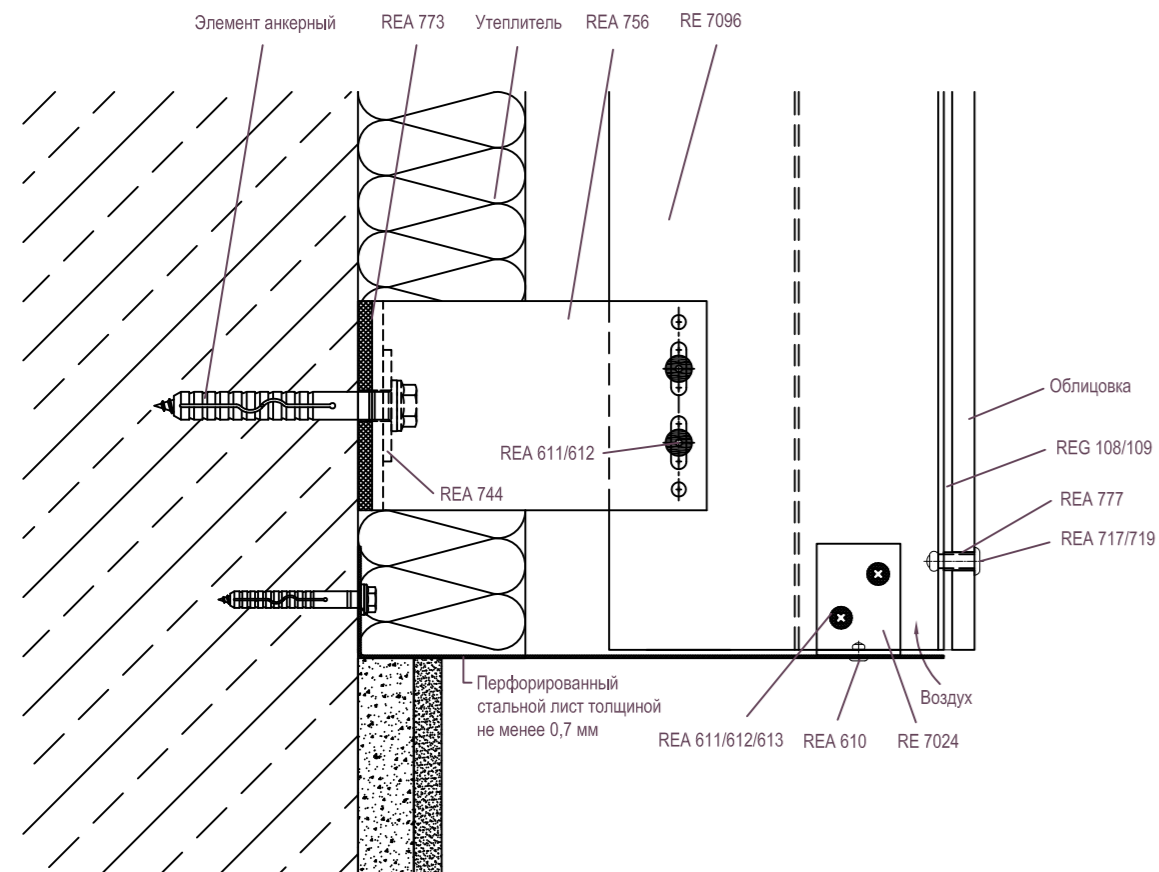 Элемент анкерный
REA 773
Утеплитель
REA 756
RE 7096
Облицовка
REA 611/612
REG 108/109
REA 744
REA 777
REA 717/719
Перфорированный
стальной лист толщиной
не менее 0,7 мм
Воздух
REA 611/612/613
REA 610
RE 7024